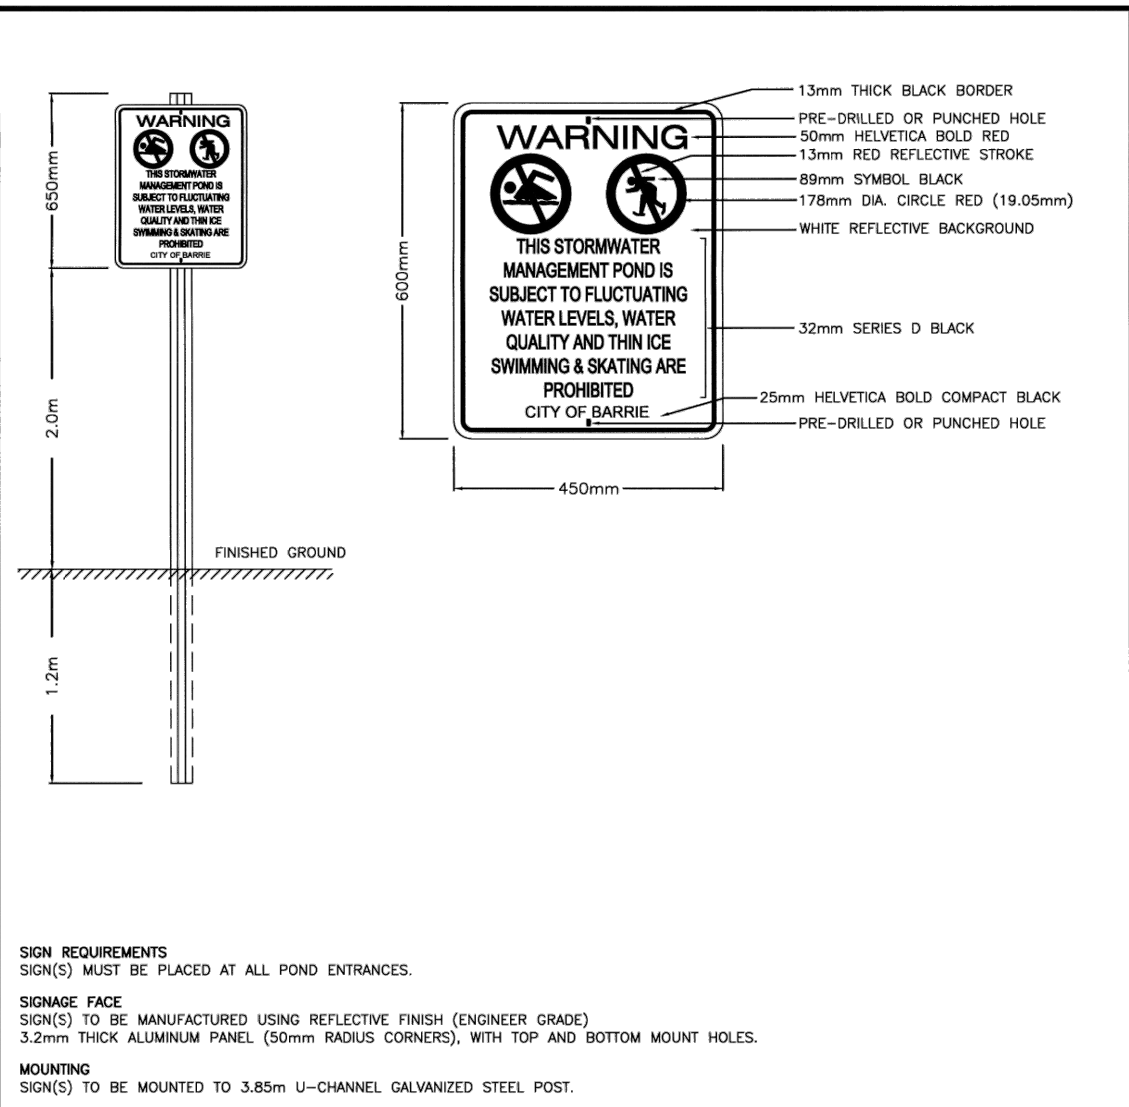 650mm
2.0m
1.2m
WARNING
THIS STORMWATER
MANAGEMENT POND IS
SUBJECT TO FLUCTUATING
WATER LEVELS, WATER
QUALITY AND THIN ICE
SWIMMING & SKATING ARE
PROHIBITED
CITY OF BARRIE
FINISHED GROUND
600mm
450mm
WARNING
THIS STORMWATER
MANAGEMENT POND IS
SUBJECT TO FLUCTUATING
WATER LEVELS, WATER
QUALITY AND THIN ICE
SWIMMING & SKATING ARE
PROHIBITED
CITY OF BARRIE
13mm THICK BLACK BORDER
PRE-DRILLED OR PUNCHED HOLE
50mm HELVETICA BOLD RED
13mm RED REFLECTIVE STROKE
89mm SYMBOL BLACK
178mm DIA. CIRCLE RED (19.05mm)
WHITE REFLECTIVE BACKGROUND
32mm SERIES D BLACK
25mm HELVETICA BOLD COMPACT BLACK
PRE-DRILLED OR PUNCHED HOLE
SIGN REQUIREMENTS
SIGN(S) MUST BE PLACED AT ALL POND ENTRANCES.
SIGNAGE FACE
SIGN(S) TO BE MANUFACTURED USING REFLECTIVE FINISH (ENGINEER GRADE)
3.2mm THICK ALUMINUM PANEL (50mm RADIUS CORNERS), WITH TOP AND BOTTOM MOUNT HOLES.
MOUNTING
SIGN(S) TO BE MOUNTED TO 3.85m U-CHANNEL GALVANIZED STEEL POST.